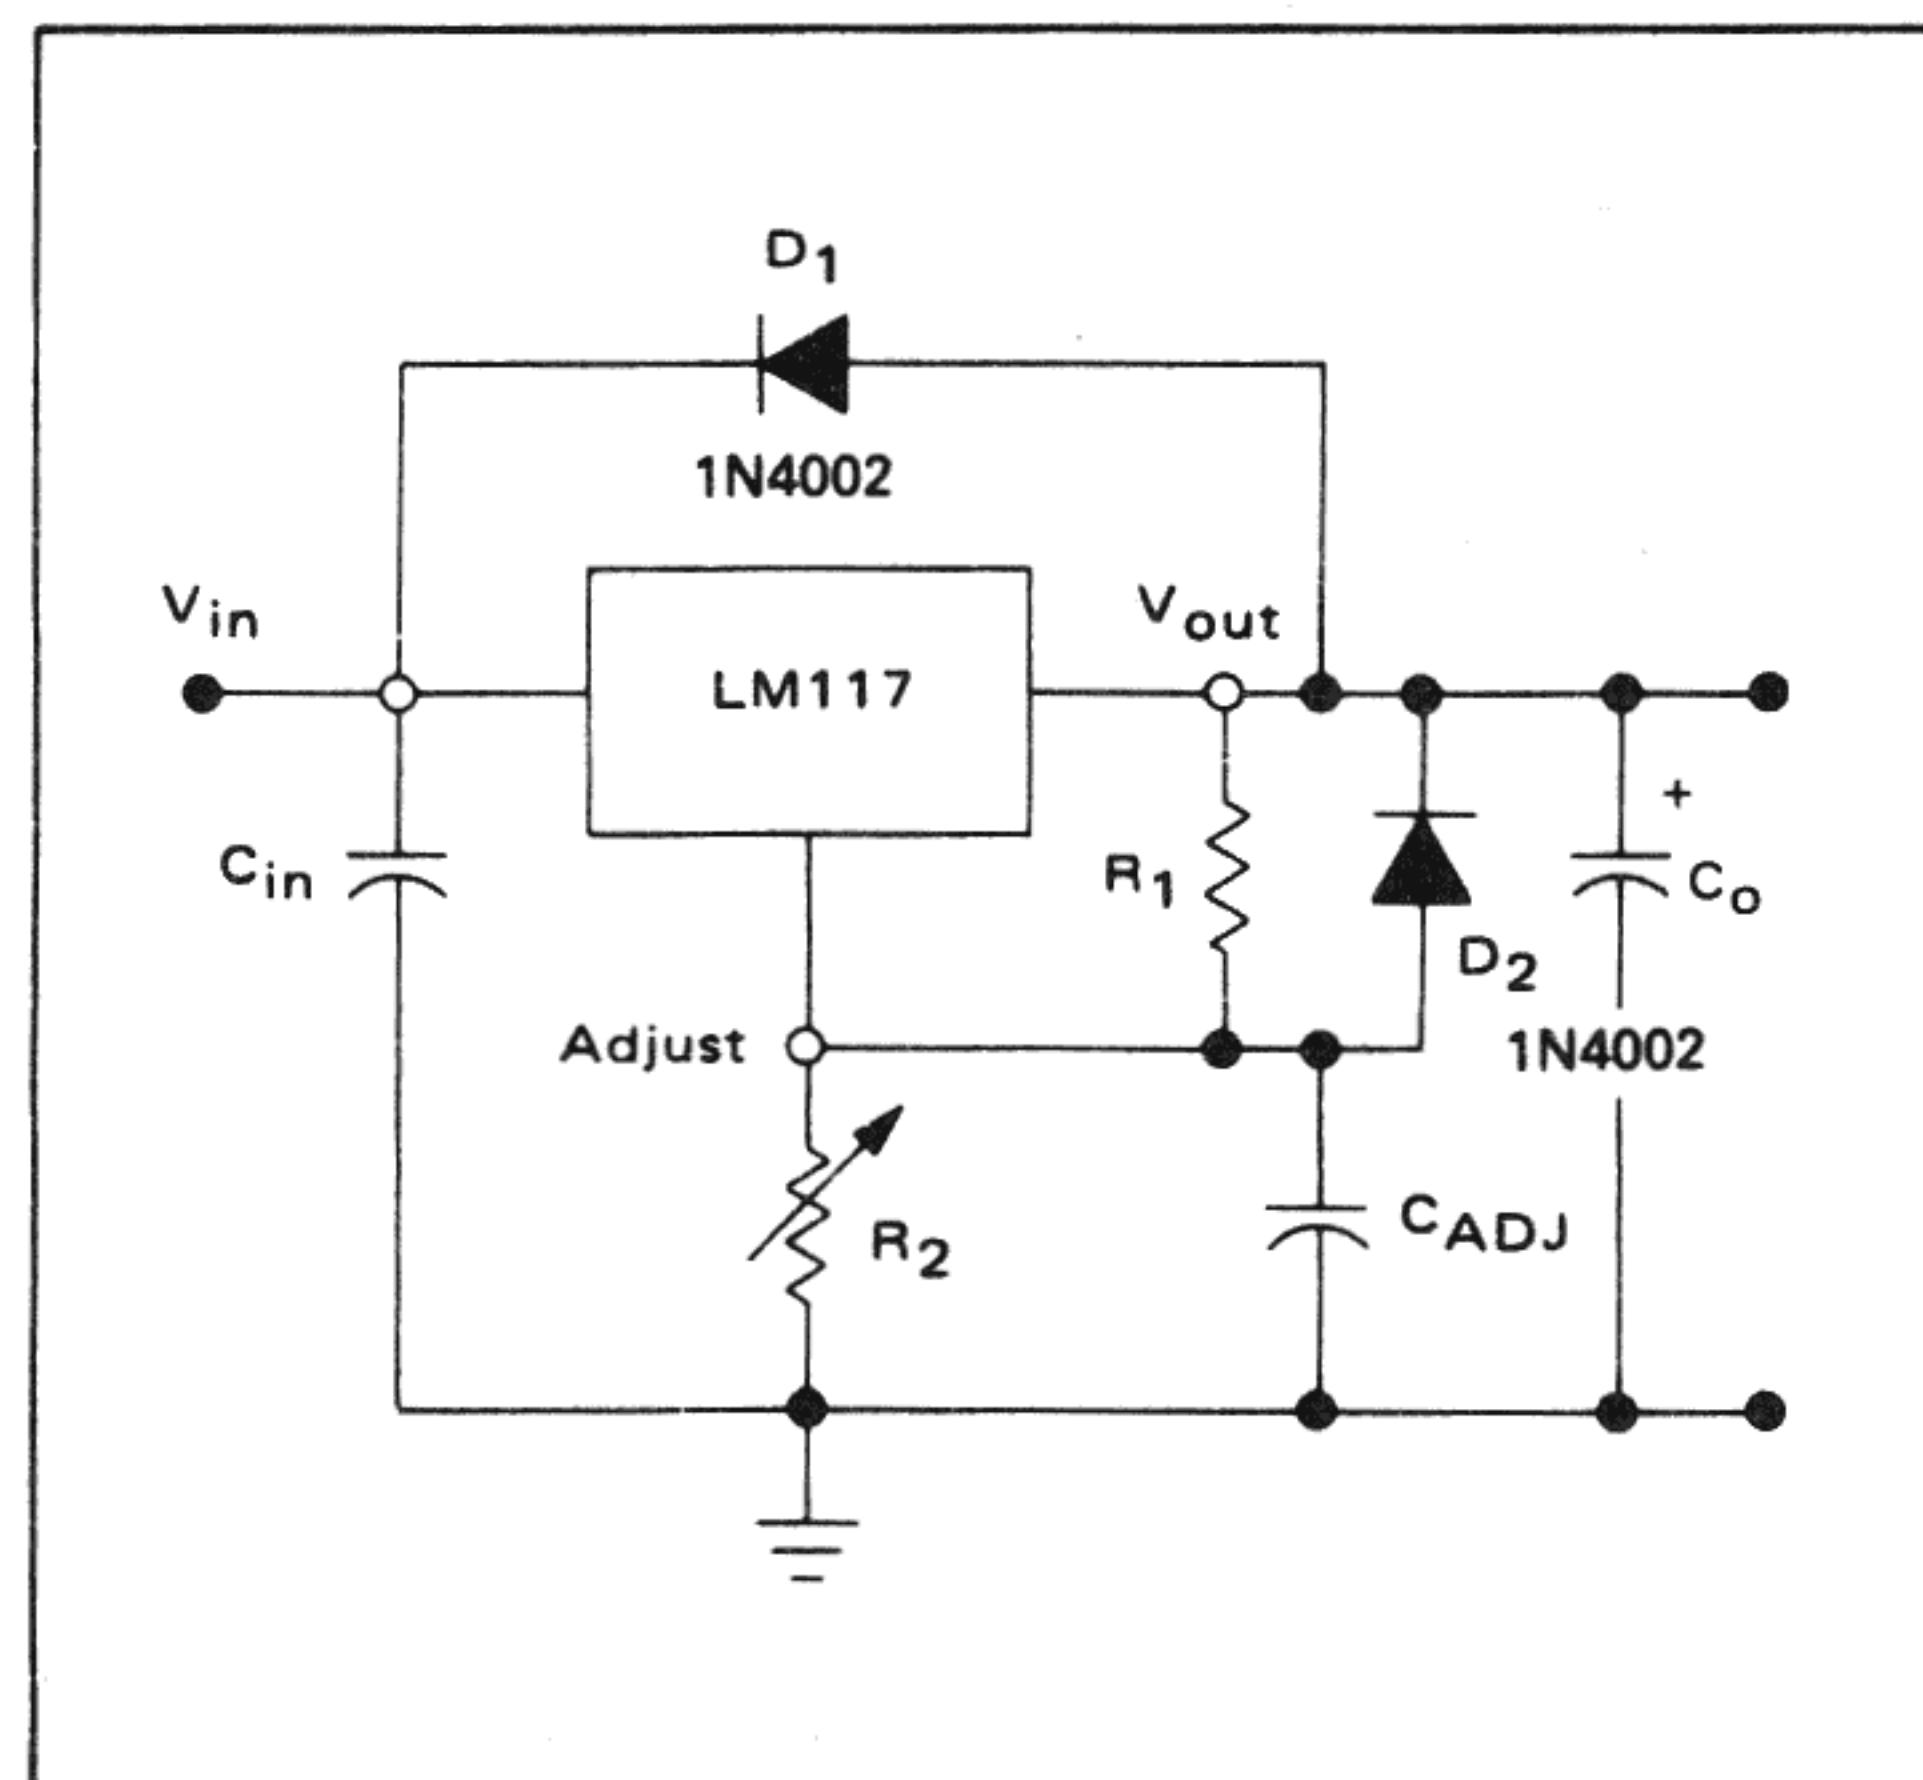 D1
1N4002
Vin
Vout
LM117
+
Cin
R1
Co
D2
Adjust
1N4002
CADJ
R2